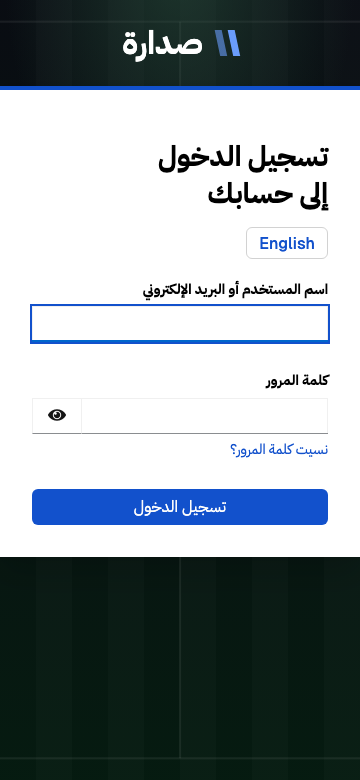 صدارة
تسجيل الدخول
إلى حسابك
English
اسم المستخدم أو البريد الإلكتروني
كلمة المرور
نسيت كلمة المرور؟
تسجيل الدخول